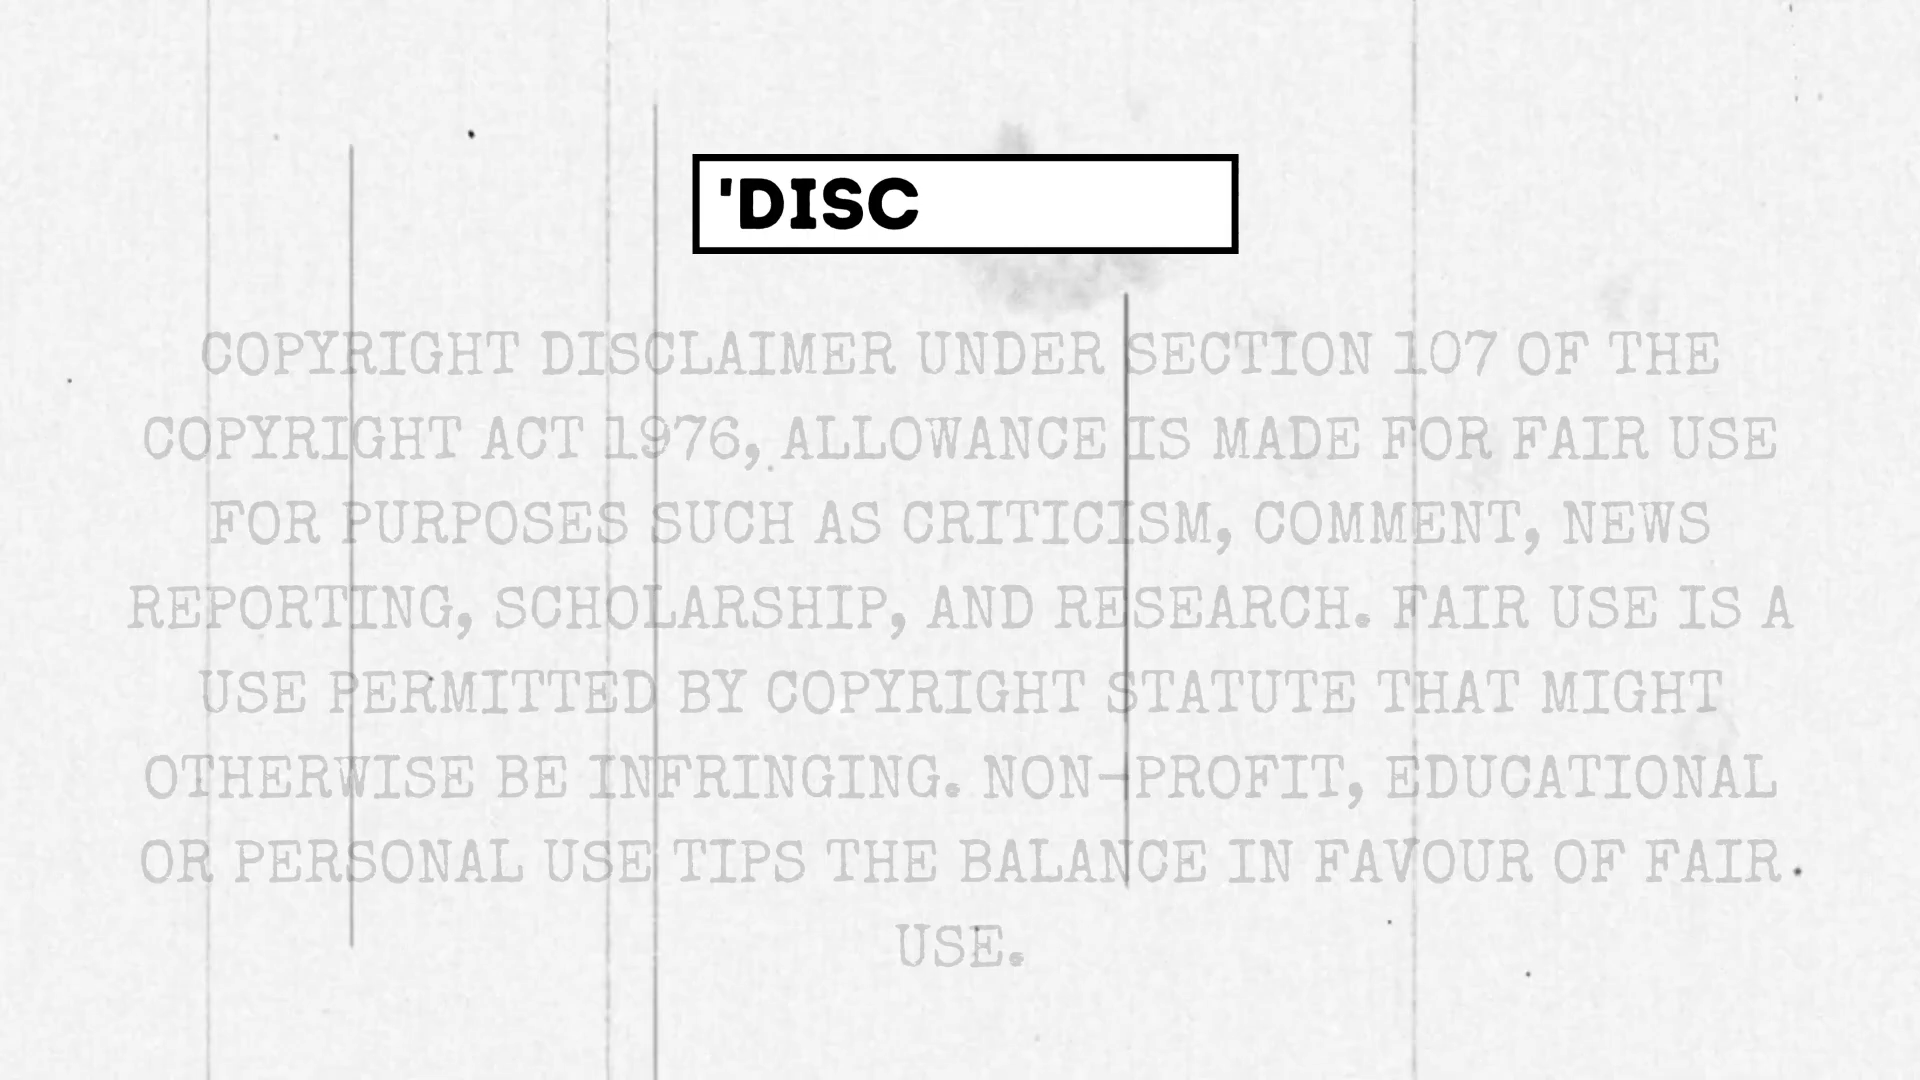 'DISC
COPYRIGHT DISCLAIMER UNDER SECTION 107 OF THE
COPYRIGHT ACT 1976, ALLOWANCE IS MADE FOR FAIR USE
FOR PURPOSES SUCH AS CRITICISM, COMMENT, NEWS
REPORTING, SCHOLARSHIP, AND RESEARCH. FAIR USE IS A
USE PERMITTED BY COPYRIGHT STATUTE THAT MIGHT
OTHERWISE BE INFRINGING. NON-PROFIT, EDUCATIONAL
OR PERSONAL USE TIPS THE BALANCE IN FAVOUR OF FAIR
USE.